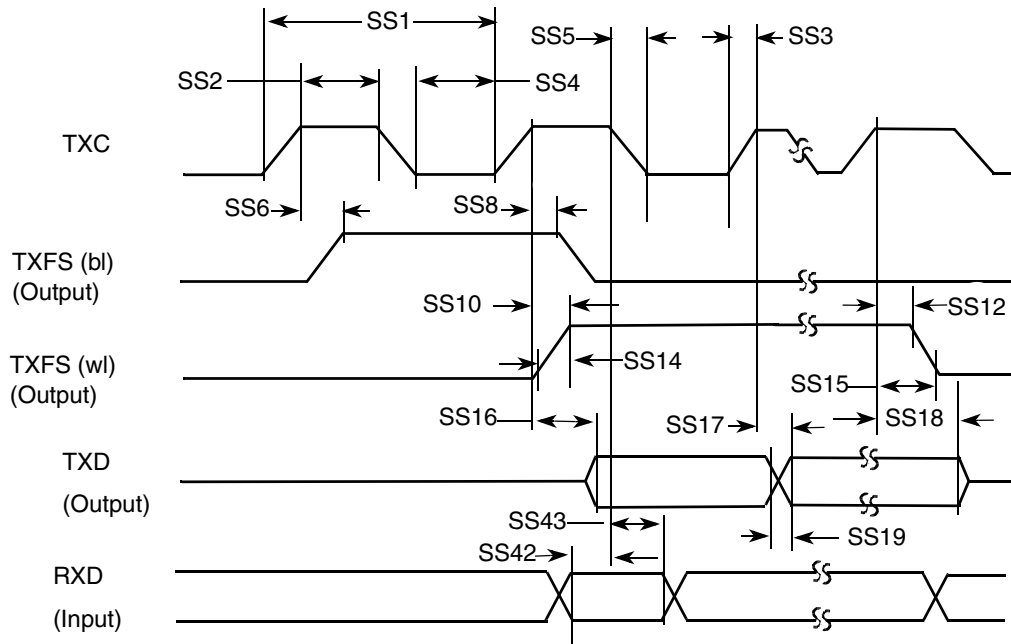 SS1
SS5
SS3
SS2
SS4
TXC
SS6
SS8
TXFS (bl)
(Output)
SS10
SS12
TXFS (wl)
(Output)
SS14
SS15
SS16
SS17
SS18
TXD
(Output)
SS43
SS19
SS42
RXD
(Input)